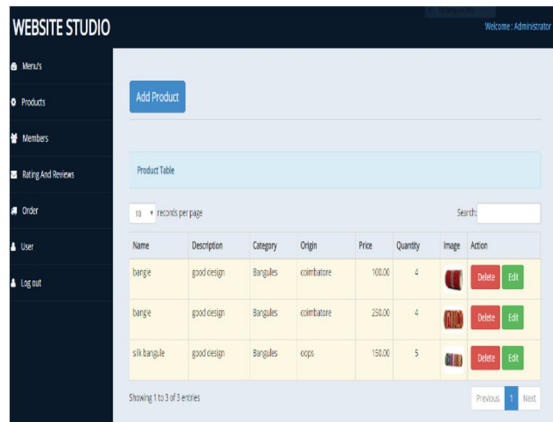 WEBSITE STUDIO
Welcome : Administrator
Menu's
Products
Members
Rating And Reviews
Order
User
Log out
Add Product
Product Table
10 records per page Search:
Name Description Category Origin Price Quantity Image Action
bangle good design Bangules coimbatore 100.00 4 Delete Edit
bangle good design Bangules coimbatore 250.00 4 Delete Edit
silk bangule good design Bangules oops 150.00 5 Delete Edit
Showing 1 to 3 of 3 entries Previous 1 Next